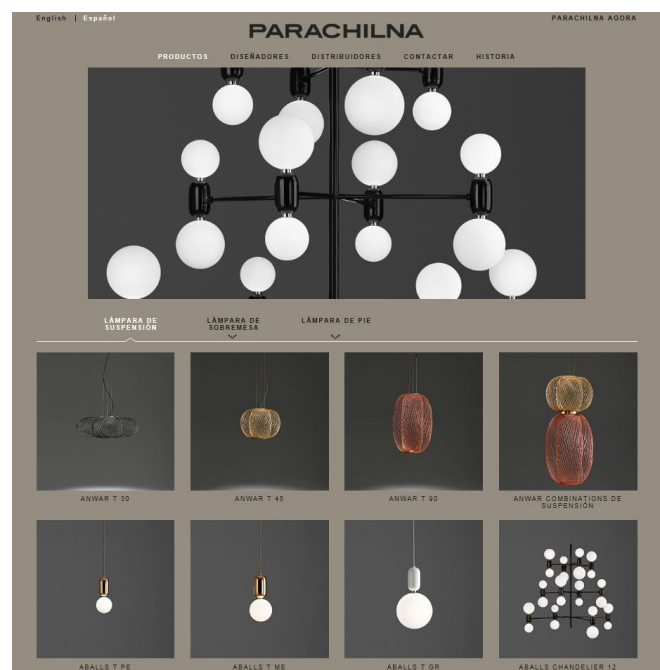 English | Español
PARACHILNA AGORA
PARACHILNA
PRODUCTOS DISEÑADORES DISTRIBUIDORES CONTACTAR HISTORIA
LÁMPARA DE
SUSPENSIÓN
LÁMPARA DE
SOBREMESA
LÁMPARA DE PIE
ANWAR T 30
ANWAR T 45
ANWAR T 90
ANWAR COMBINATIONS DE
SUSPENSIÓN
ABALLS T PE
ABALLS T ME
ABALLS T GR
ABALLS CHANDELIER 12